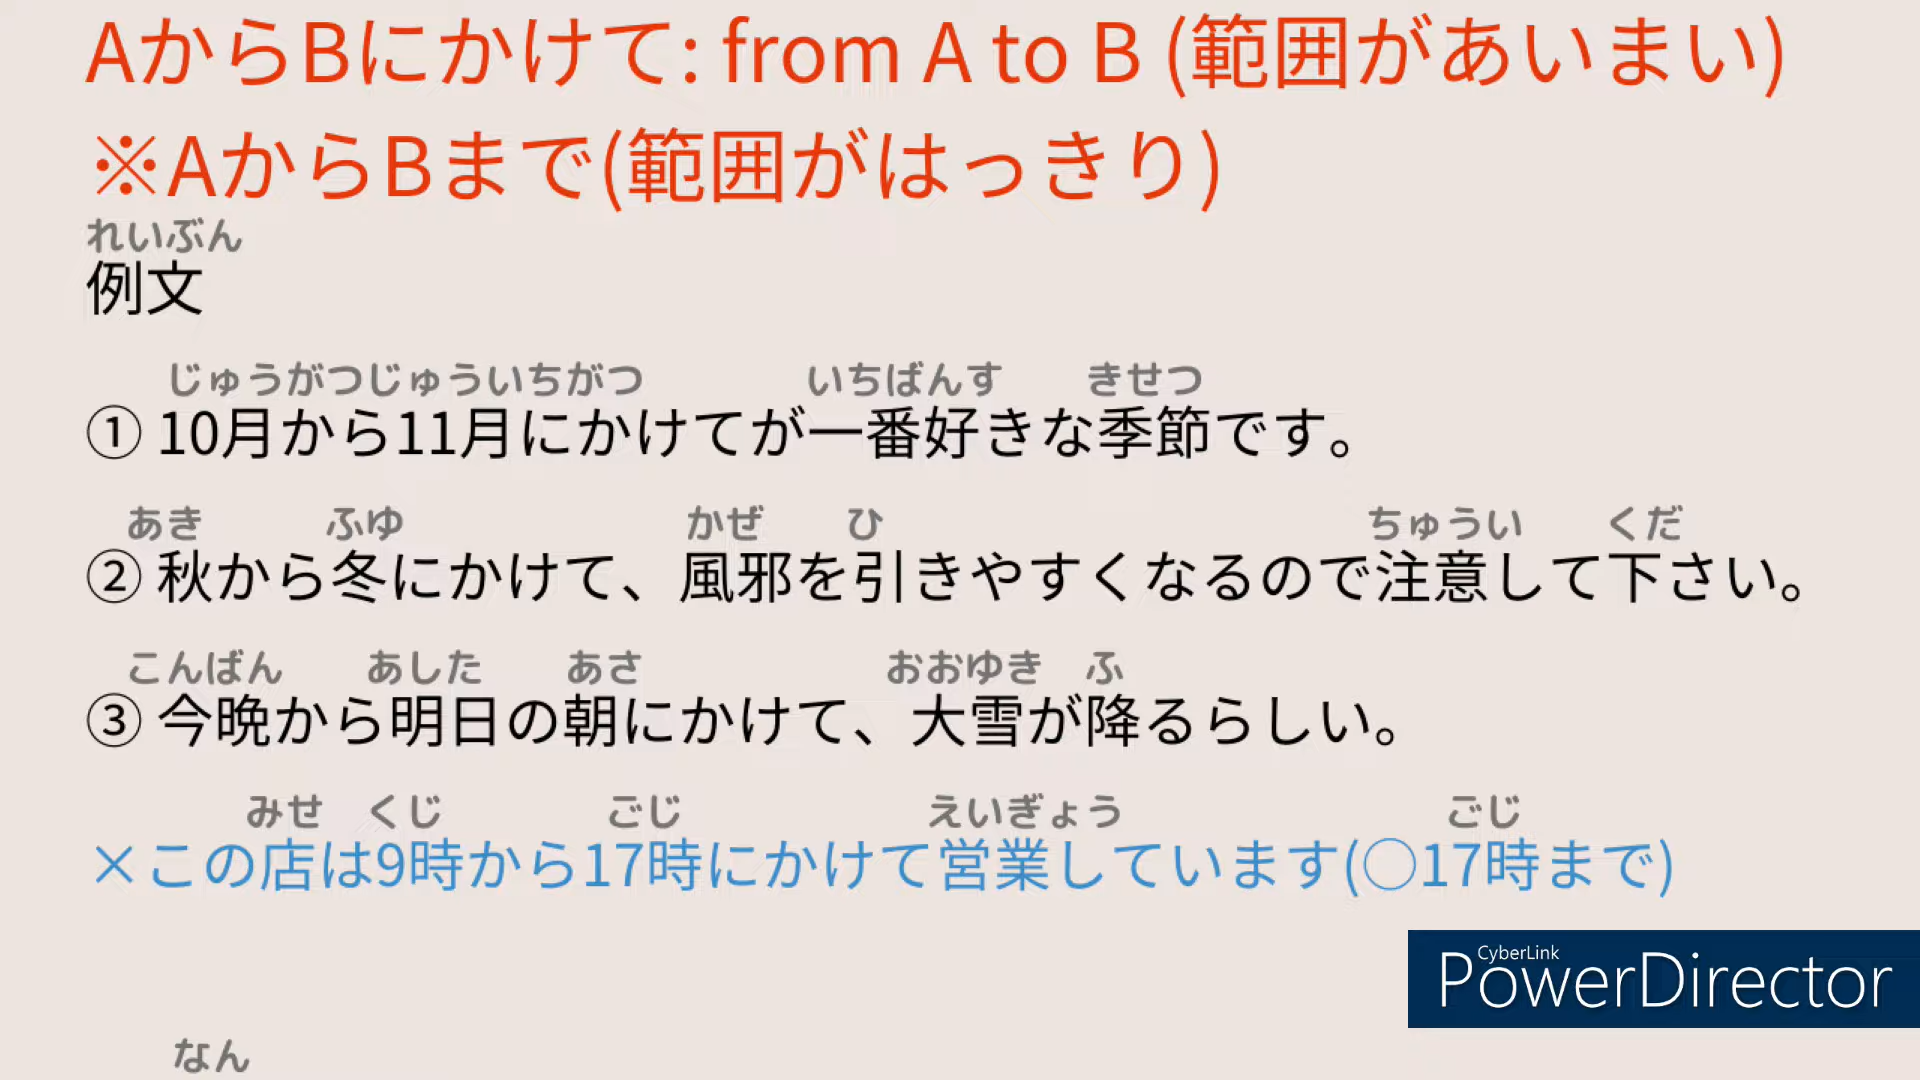 AからBにかけて: from A to B (範囲があいまい)
※AからBまで(範囲がはっきり)
れいぶん
例文
じゅうがつじゅういちがつ いちばんす きせつ
① 10月から11月にかけてが一番好きな季節です。
あき ふゆ かぜ ひ ちゅうい くだ
② 秋から冬にかけて、風邪を引きやすくなるので注意して下さい。
こんばん あした あさ おおゆき ふ
③ 今晩から明日の朝にかけて、大雪が降るらしい。
みせ くじ ごじ えいぎょう ごじ
×この店は9時から17時にかけて営業しています(○17時まで)
CyberLink
PowerDirector
なん